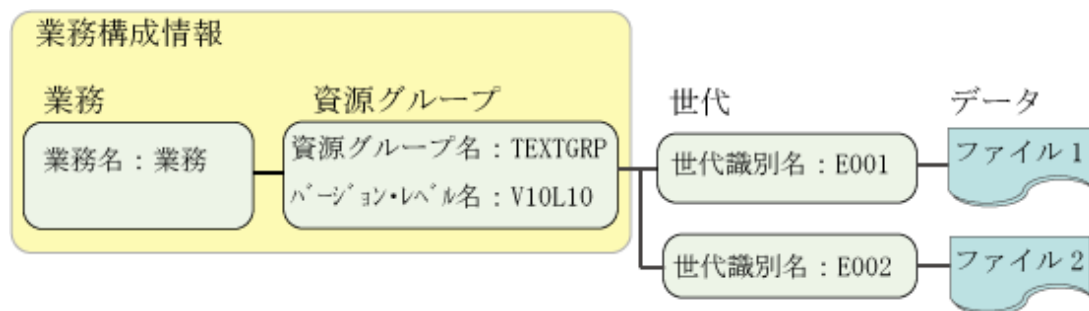 業務構成情報
業務
資源グループ
世代
データ
業務名：業務
資源グループ名：TEXTGRP
ﾊﾞｰｼﾞｮﾝ・ﾚﾍﾞﾙ名：V10L10
世代識別名：E001
ファイル1
世代識別名：E002
ファイル2